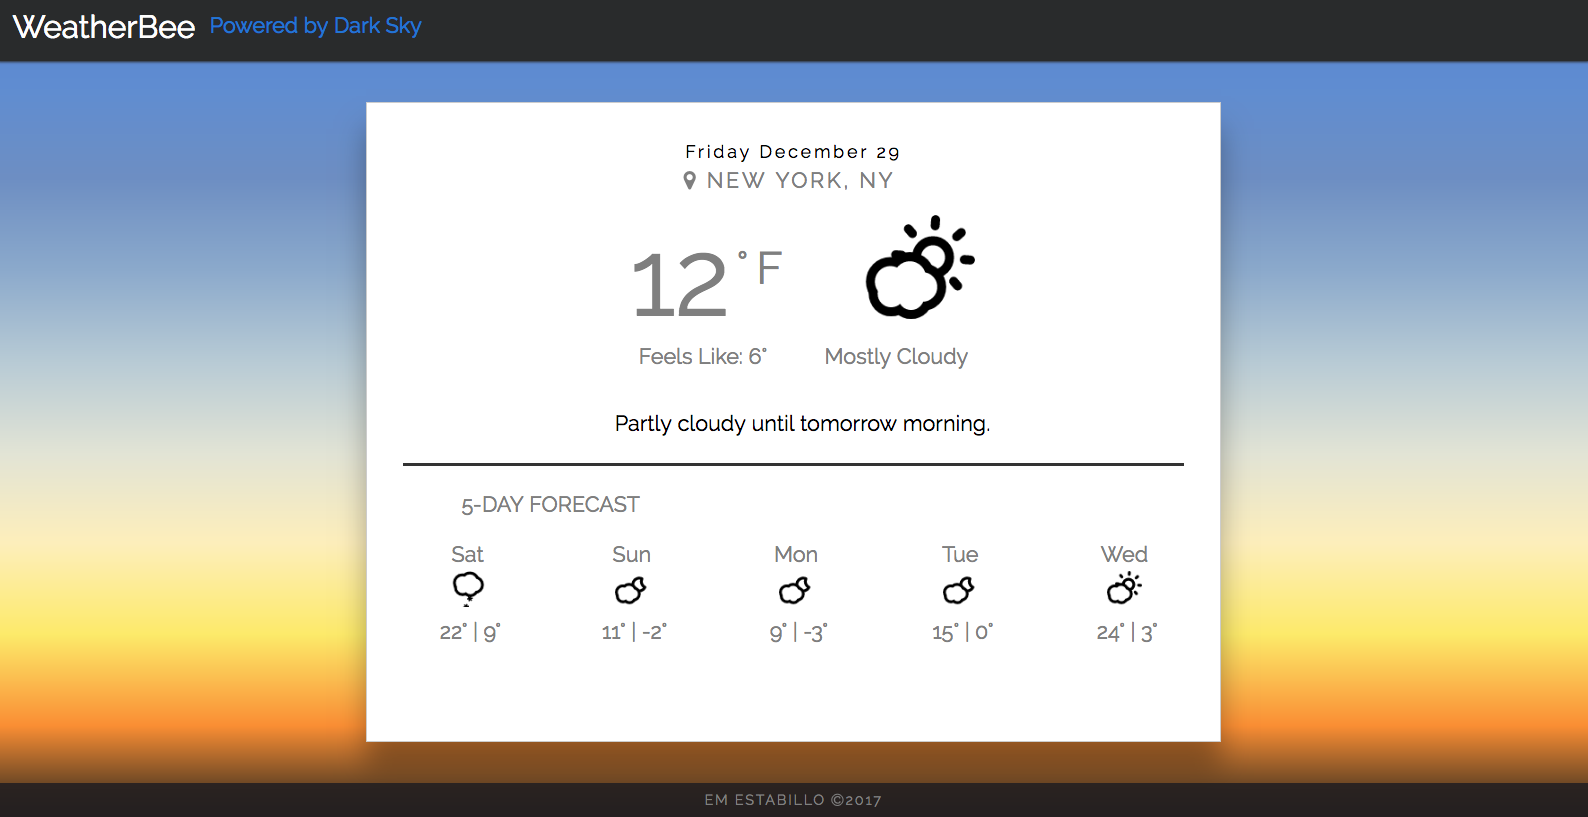 WeatherBee Powered by Dark Sky
Friday December 29
NEW YORK, NY
12°F
Feels Like: 6° Mostly Cloudy
Partly cloudy until tomorrow morning.
5-DAY FORECAST
Sat Sun Mon Tue Wed
22° | 9° 11° | -2° 9° | -3° 15° | 0° 24° | 3°
EM ESTABILLO ©2017